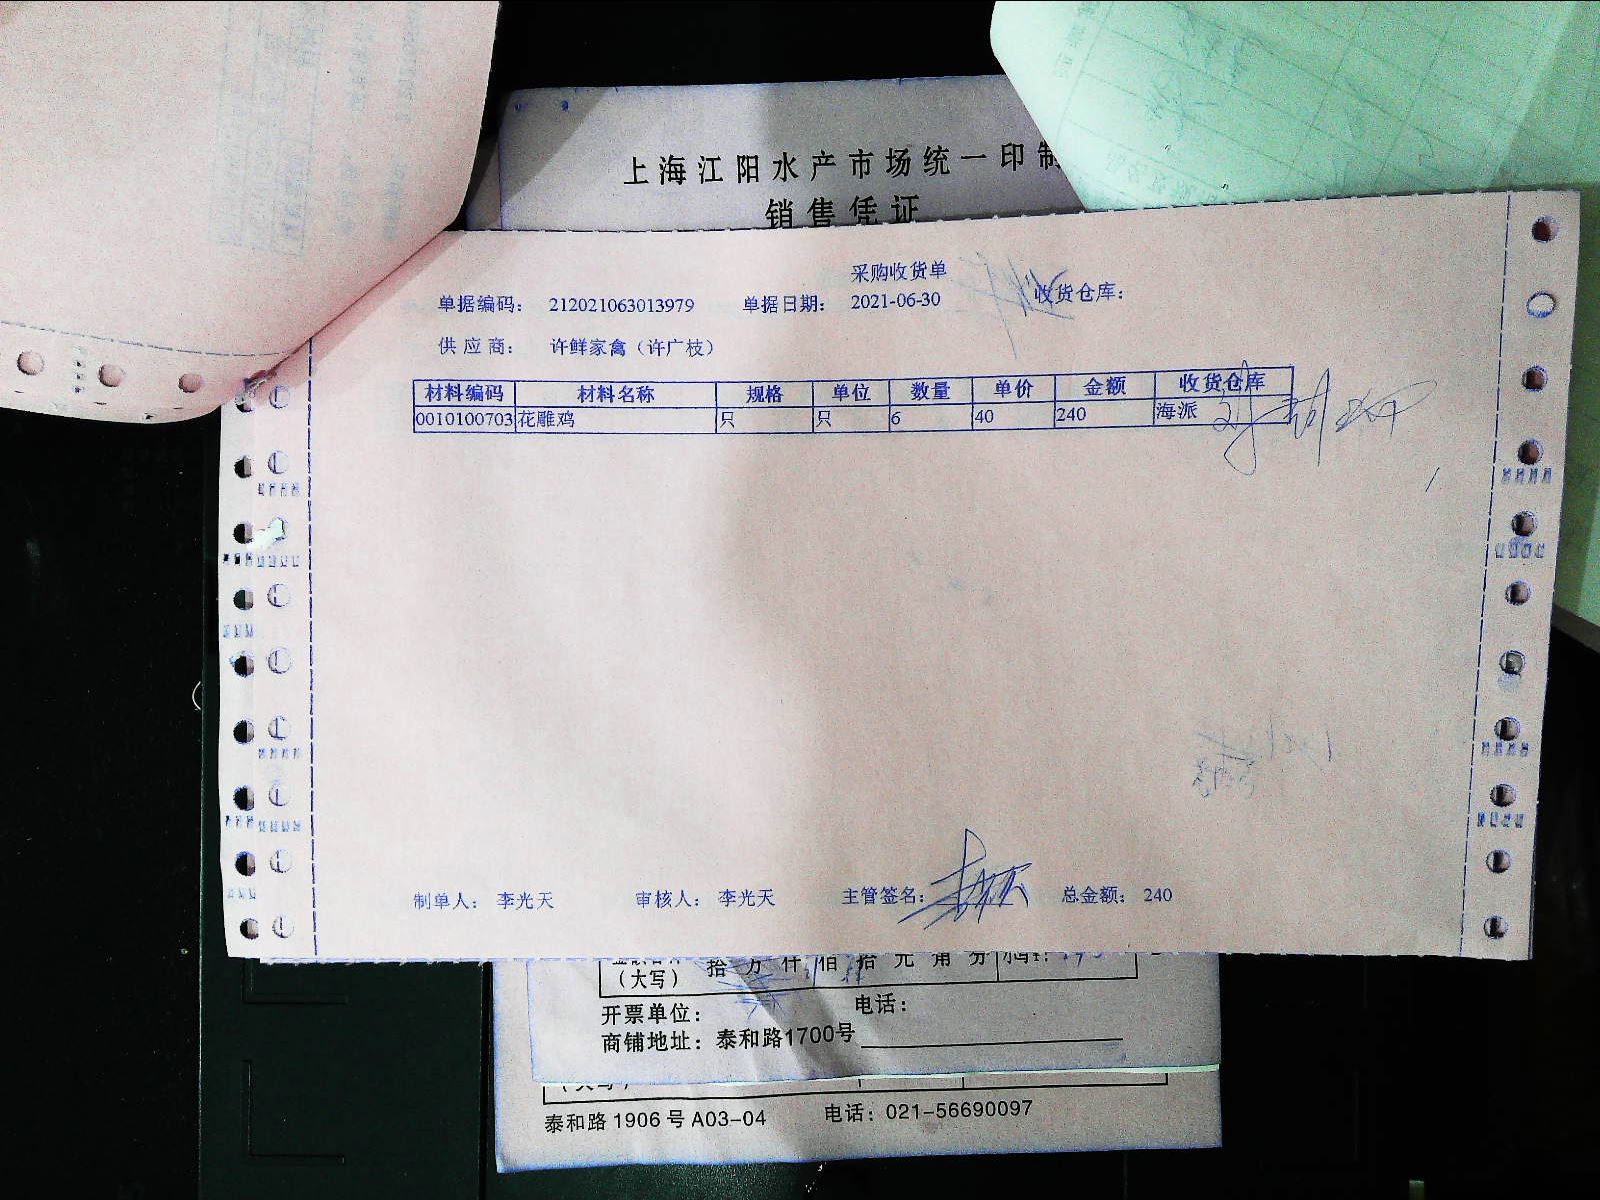 上海江阳水产市场统一印制
销售凭证
采购收货单
单据编码： 212021063013979 单据日期： 2021-06-30 收货仓库：
供应商： 许鲜家禽（许广枝）
材料编码 材料名称 规格 单位 数量 单价 金额 收货仓库
0010100703 花雕鸡 只 只 6 40 240 海派
制单人： 李光天 审核人： 李光天 主管签名： 总金额： 240
（大写） 拾 万 仟 佰 拾 元 角 分
开票单位： 电话：
商铺地址：泰和路1700号
泰和路 1906 号 A03-04 电话：021-56690097